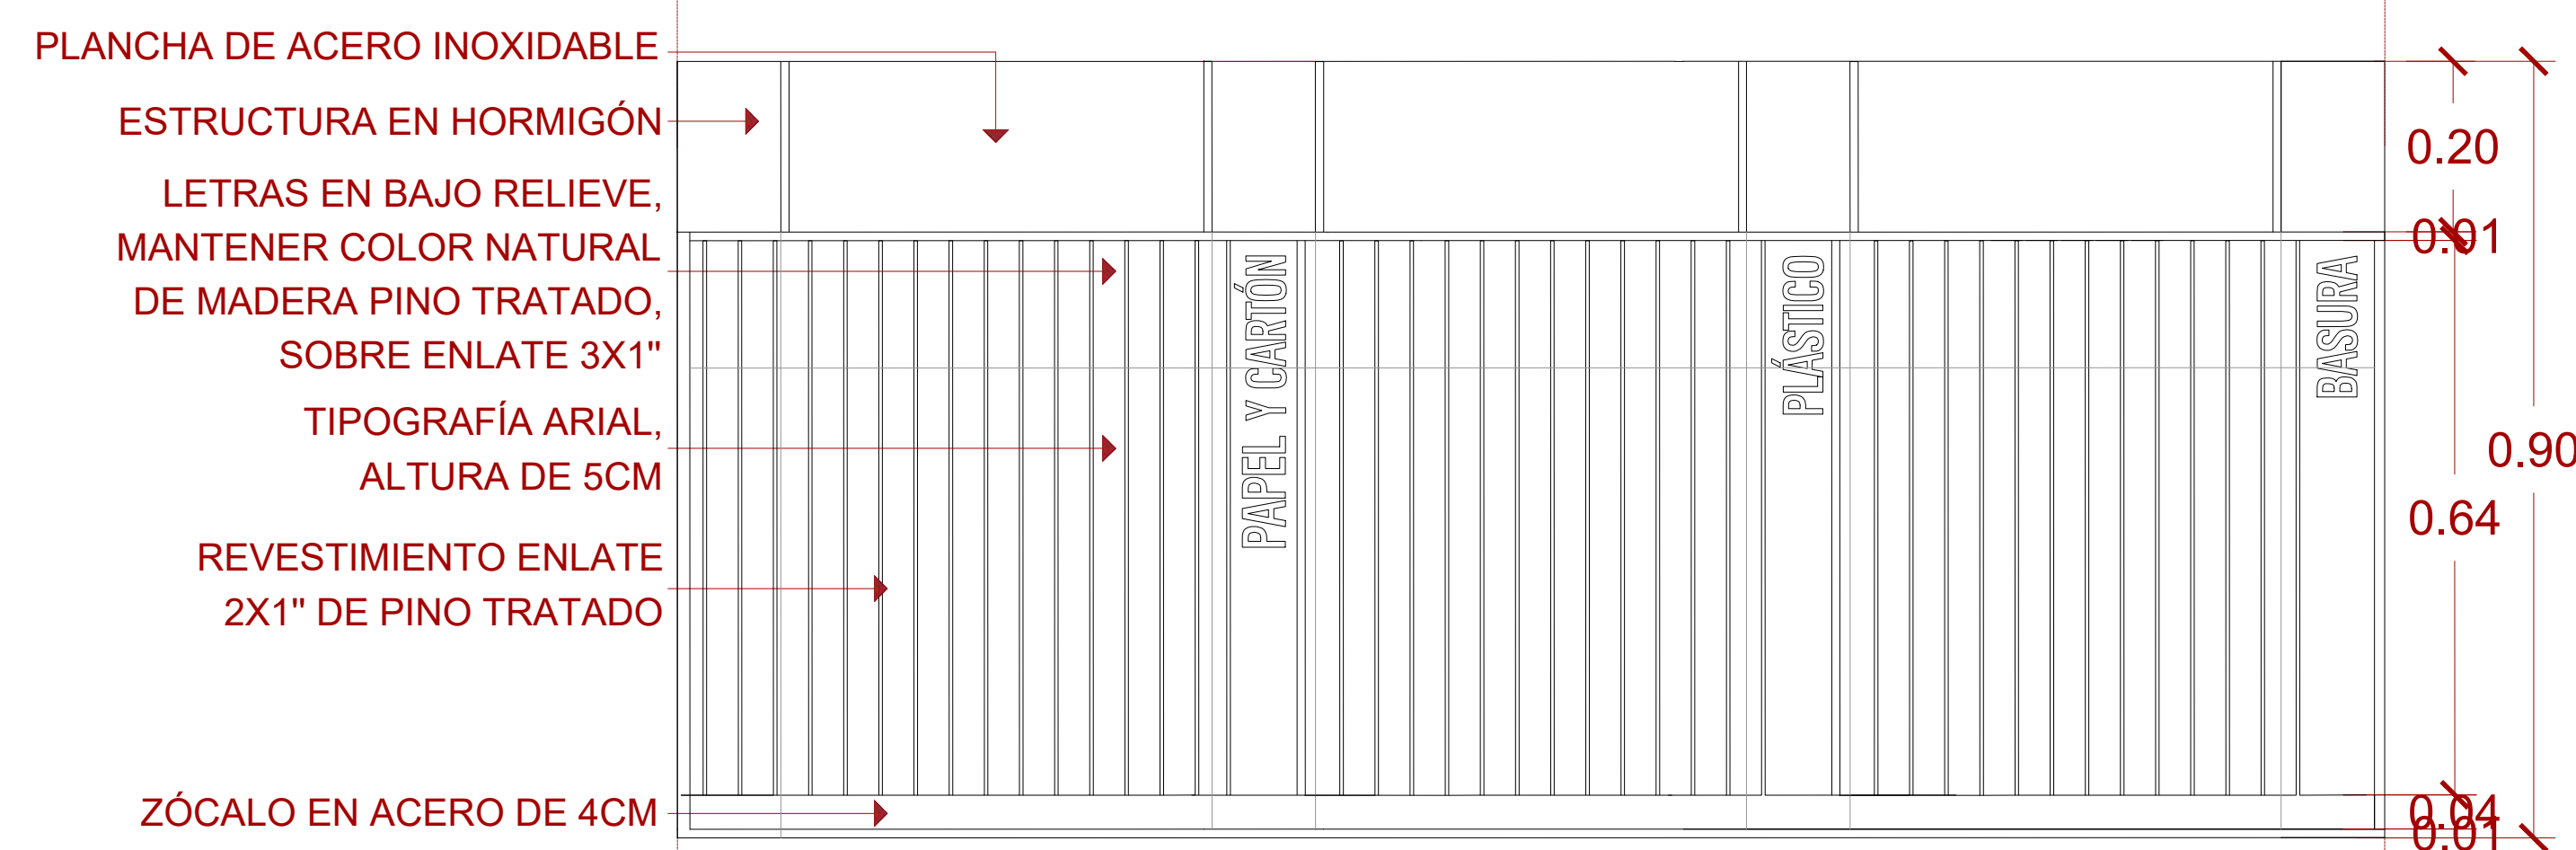 PLANCHA DE ACERO INOXIDABLE
ESTRUCTURA EN HORMIGÓN
LETRAS EN BAJO RELIEVE,
MANTENER COLOR NATURAL
DE MADERA PINO TRATADO,
SOBRE ENLATE 3X1"
TIPOGRAFÍA ARIAL,
ALTURA DE 5CM
REVESTIMIENTO ENLATE
2X1" DE PINO TRATADO
ZÓCALO EN ACERO DE 4CM
PAPEL Y CARTÓN
PLÁSTICO
BASURA
0.20
0.01
0.90
0.64
0.04
0.01